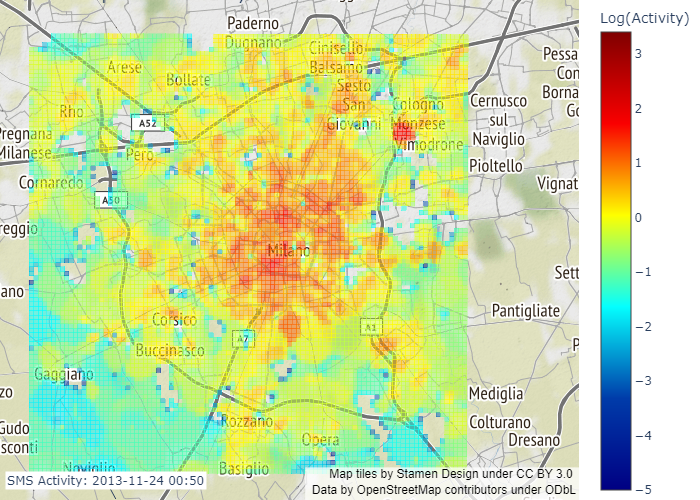 Log(Activity)
Paderno
Dugnano
Cinisello
Balsamo
Arese
Bollate
Sesto
San
Giovanni
Cologno
Monzese
Vimodrone
Cernusco
sul
Naviglio
Pessa
Con
Borna
Go
Rho
A52
Pero
Pregnana
Milanese
Cornaredo
A50
Pioltello
Vignat
reggio
Milano
Sett
ano
Pantigliate
Corsico
A7
A1
Buccinasco
P
Gaggiano
zo
Mediglia
Gudo
sconti
Rozzano
Colturano
Dresano
Opera
Noviglio
Basiglio
3
2
1
0
−1
−2
−3
−4
−5
SMS Activity: 2013-11-24 00:50
Map tiles by Stamen Design under CC BY 3.0
Data by OpenStreetMap contributors under ODbL